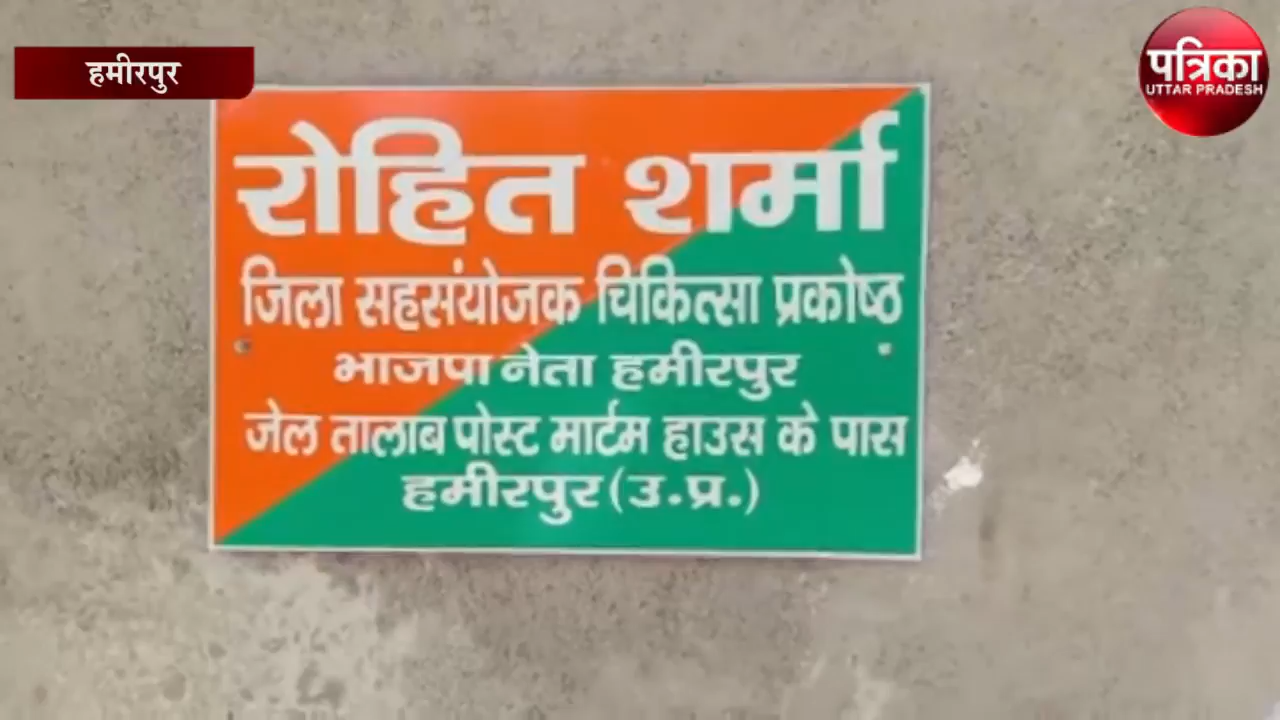 हमीरपुर
पत्रिका
UTTAR PRADESH
रोहित शर्मा
जिला सहसंयोजक चिकित्सा प्रकोष्ठ
भाजपा नेता हमीरपुर
जेल तालाब पोस्ट मार्टम हाउस के पास
हमीरपुर (उ.प्र.)